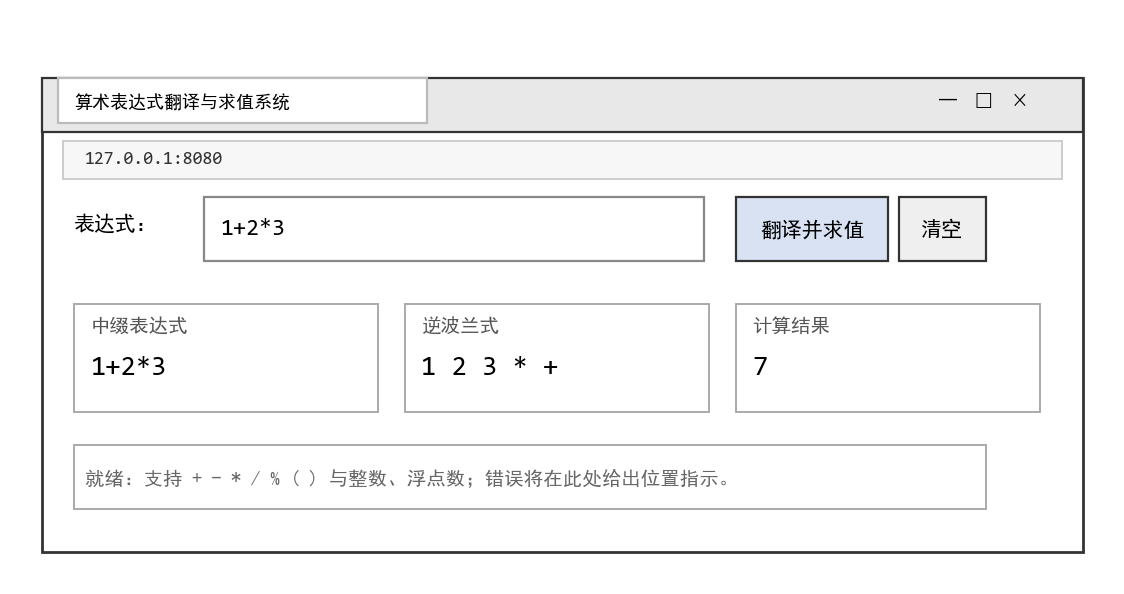 算术表达式翻译与求值系统
127.0.0.1:8080
表达式： 1+2*3 翻译并求值 清空
中缀表达式 逆波兰式 计算结果
1+2*3 1 2 3 * + 7
就绪：支持 + - * / % ( ) 与整数、浮点数；错误将在此处给出位置指示。